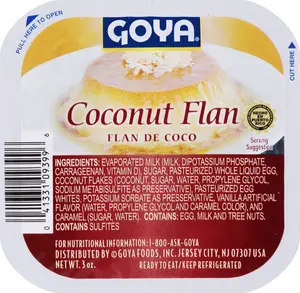 PULL HERE TO OPEN
GOYA
CUT HERE
Coconut Flan
FLAN DE COCO
HECHO
EN
PUERTO
RICO
Serving
Suggestion
INGREDIENTS: EVAPORATED MILK (MILK, DIPOTASSIUM PHOSPHATE,
CARRAGEENAN, VITAMIN D), SUGAR, PASTEURIZED WHOLE LIQUID EGG,
COCONUT FLAKES (COCONUT, SUGAR, WATER, PROPYLENE GLYCOL,
SODIUM METABISULFITE AS PRESERVATIVE), PASTEURIZED EGG
WHITES, POTASSIUM SORBATE AS PRESERVATIVE, VANILLA ARTIFICIAL
FLAVOR (WATER, PROPYLENE GLYCOL AND CARAMEL COLOR), AND
CARAMEL (SUGAR, WATER). CONTAINS: EGG, MILK AND TREE NUTS.
CONTAINS SULFITES
0 41331 09399 6
FOR NUTRITIONAL INFORMATION: 1-800-ASK-GOYA
DISTRIBUTED BY © GOYA FOODS, INC. JERSEY CITY, NJ 07307 USA
NET WT. 3 oz. READY TO EAT/KEEP REFRIGERATED